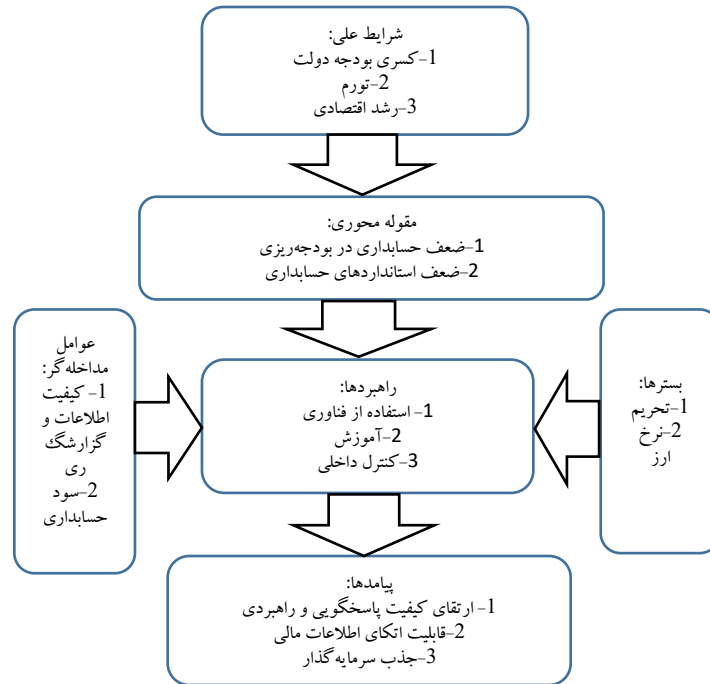 شرایط علی:
1-کسری بودجه دولت
2-تورم
3-رشد اقتصادی
مقوله محوری:
1-ضعف حسابداری در بودجه‌ریزی
2-ضعف استانداردهای حسابداری
عوامل
مداخله‌گر:
1- کیفیت
اطلاعات و
گزارشگ
ری
2-سود
حسابداری
راهبردها:
1- استفاده از فناوری
2-آموزش
3-کنترل داخلی
بسترها:
1-تحریم
2-نرخ
ارز
پیامدها:
1- ارتقای کیفیت پاسخگویی و راهبردی
2-قابلیت اتکای اطلاعات مالی
3-جذب سرمایه‌گذار